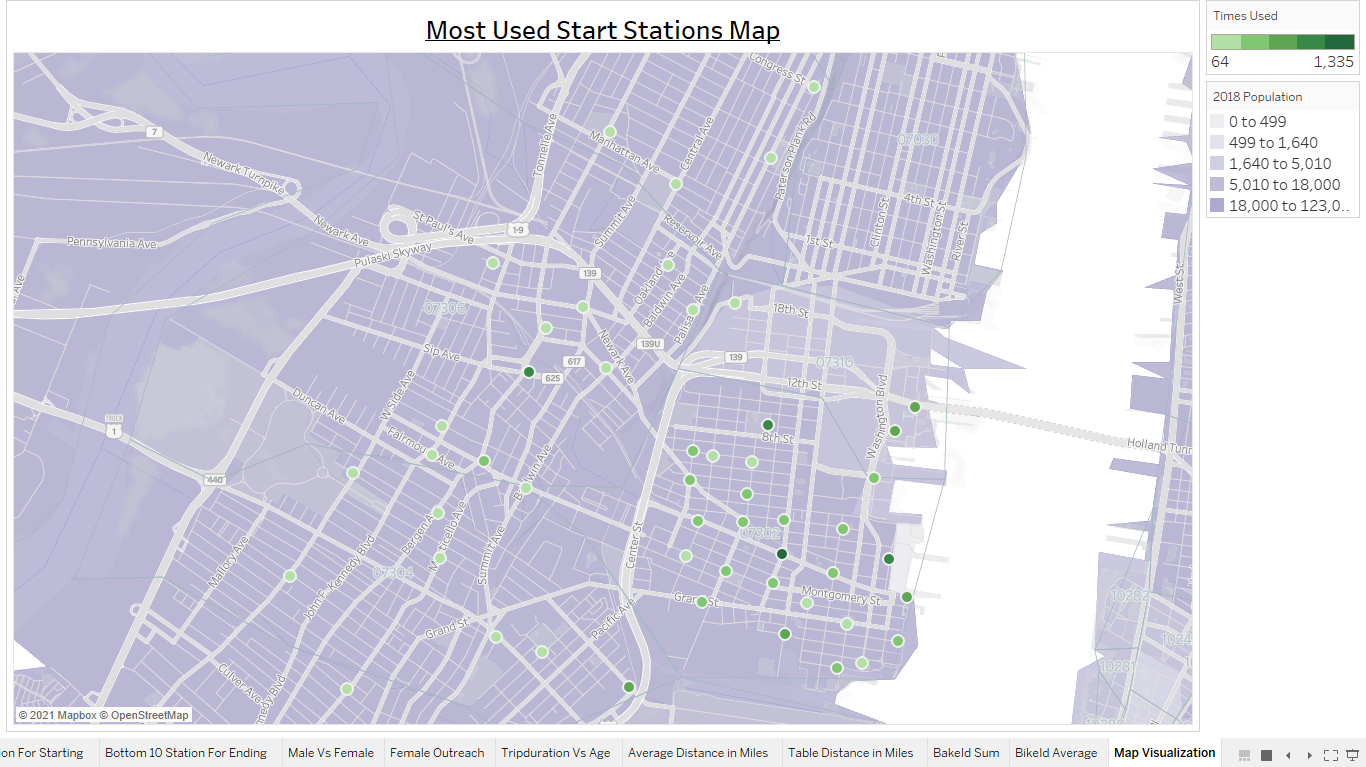 Most Used Start Stations Map
Times Used
64 1,335
2018 Population
0 to 499
499 to 1,640
1,640 to 5,010
5,010 to 18,000
18,000 to 123,0..
Congress St
7
Tonnelle Ave
Manhattan Ave
Central Ave
Paterson Plank Rd
07030
Newark Turnpike
4th St
Clinton St
Washington St
River St
Summit Ave
Newark Ave
St Paul's Ave
1-9
Reservoir Ave
1st St
Pennsylvania Ave
Pulaski Skyway
139
Oakland Ave
Baldwin Ave
West St
07306
Palisade Ave
18th St
Sip Ave
Newark Ave
139U
139
07310
617
625
12th St
Duncan Ave
W Side Ave
Washington Blvd
TRUCK
1
Fairmount Ave
8th St
Holland Tunn
440
Baldwin Ave
Bergen A
Monticello Ave
Summit Ave
Center St
07302
Mallory Ave
John F. Kennedy Blvd
07304
Grand St
Montgomery St
10282
Grand St
Pacific Ave
1024
10281
Culver Ave
nnedy Blvd
10280
© 2021 Mapbox © OpenStreetMap
on For Starting
Bottom 10 Station For Ending
Male Vs Female
Female Outreach
Tripduration Vs Age
Average Distance in Miles
Table Distance in Miles
BakeId Sum
BikeId Average
Map Visualization